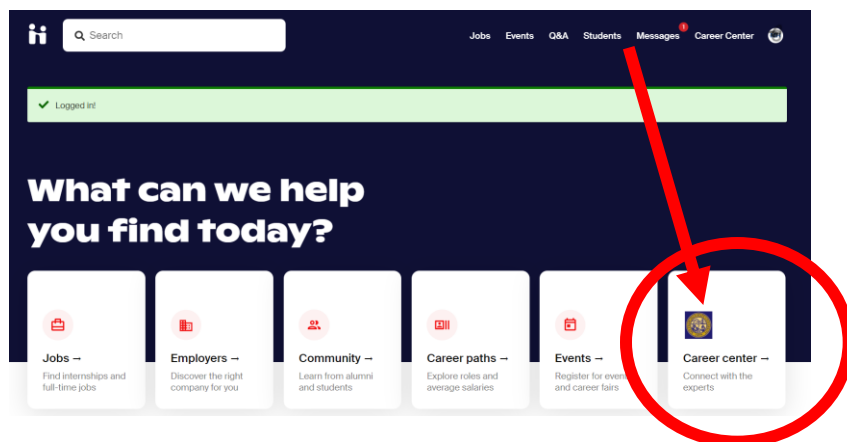 Search
Jobs Events Q&A Students Messages 1 Career Center
Logged in!
What can we help
you find today?
Jobs →
Find internships and
full-time jobs
Employers →
Discover the right
company for you
Community →
Learn from alumni
and students
Career paths →
Explore roles and
average salaries
Events →
Register for
and career fairs
Career center →
Connect with the
experts